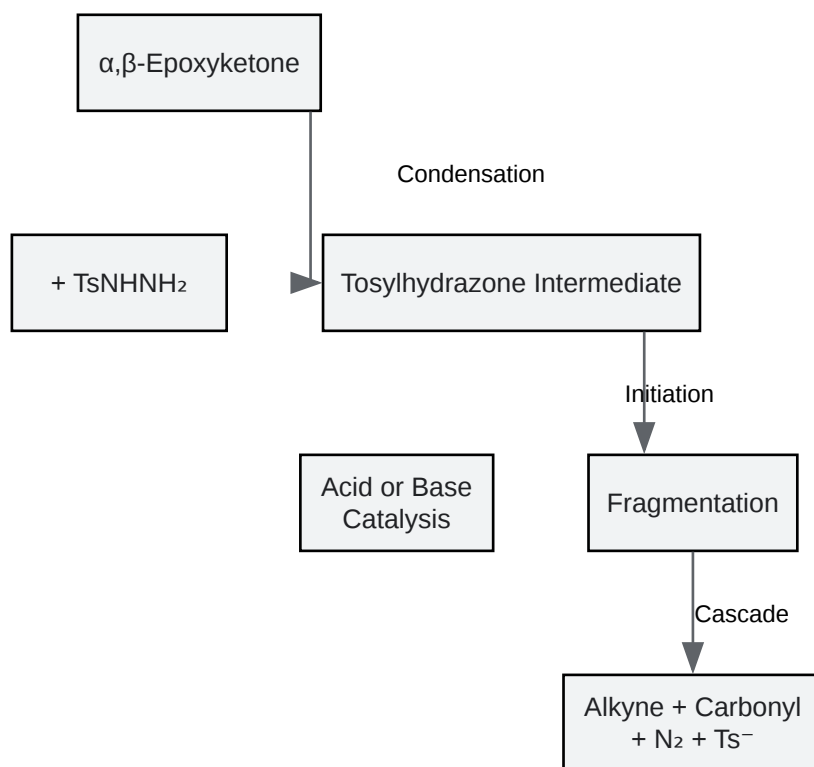 α,β-Epoxyketone
Condensation
+ TsNHNH₂
Tosylhydrazone Intermediate
Initiation
Acid or Base
Catalysis
Fragmentation
Cascade
Alkyne + Carbonyl
+ N₂ + Ts⁻